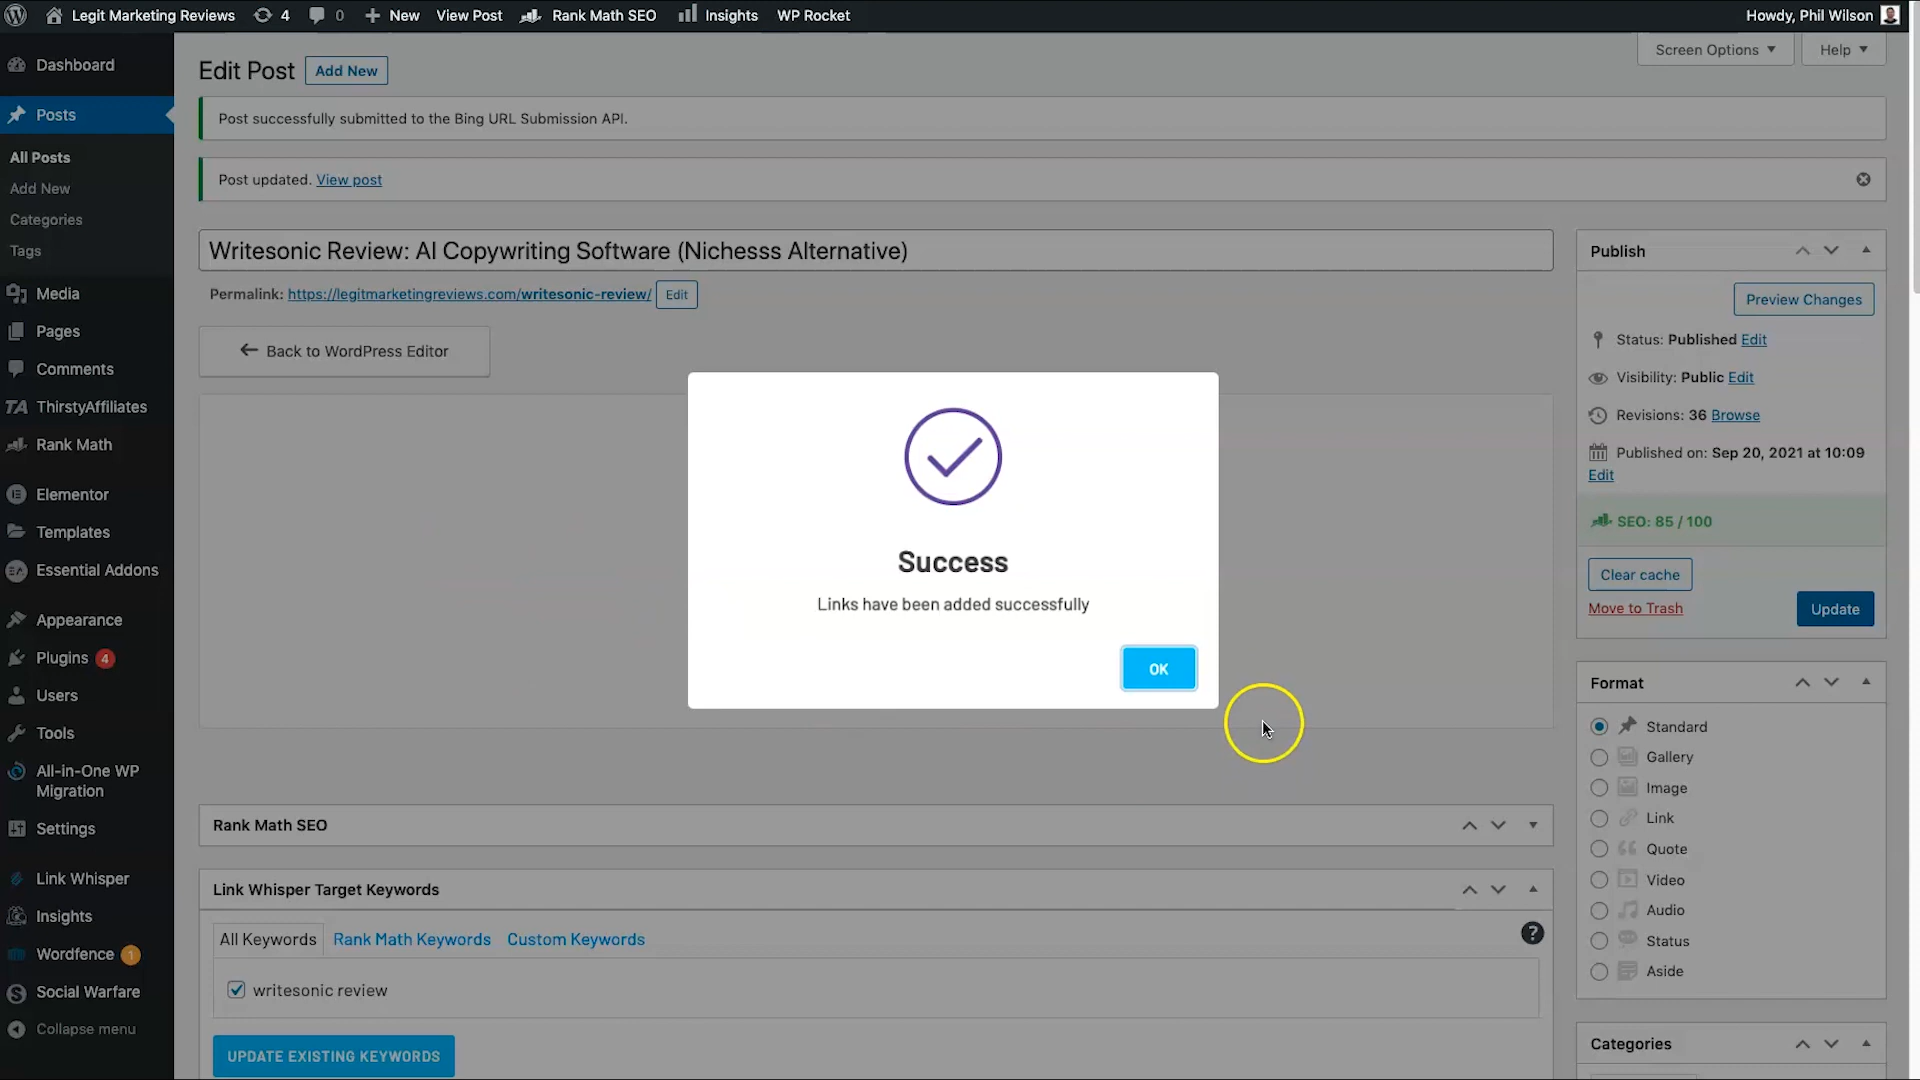 Legit Marketing Reviews 4 0 New View Post Rank Math SEO Insights WP Rocket Howdy, Phil Wilson
Screen Options Help
Dashboard
Posts
All Posts
Add New
Categories
Tags
Media
Pages
Comments
TA ThirstyAffiliates
Rank Math
Elementor
Templates
EA Essential Addons
Appearance
Plugins 4
Users
Tools
All-in-One WP
Migration
Settings
Link Whisper
Insights
Wordfence 1
Social Warfare
Collapse menu
Edit Post Add New
Post successfully submitted to the Bing URL Submission API.
Post updated. View post
Writesonic Review: AI Copywriting Software (Nichesss Alternative)
Permalink: https://legitmarketingreviews.com/writesonic-review/ Edit
Back to WordPress Editor
Success
Links have been added successfully
OK
Rank Math SEO
Link Whisper Target Keywords
All Keywords Rank Math Keywords Custom Keywords ?
writesonic review
UPDATE EXISTING KEYWORDS
Publish
Preview Changes
Status: Published Edit
Visibility: Public Edit
Revisions: 36 Browse
Published on: Sep 20, 2021 at 10:09
Edit
SEO: 85 / 100
Clear cache
Move to Trash Update
Format
Standard
Gallery
Image
Link
Quote
Video
Audio
Status
Aside
Categories